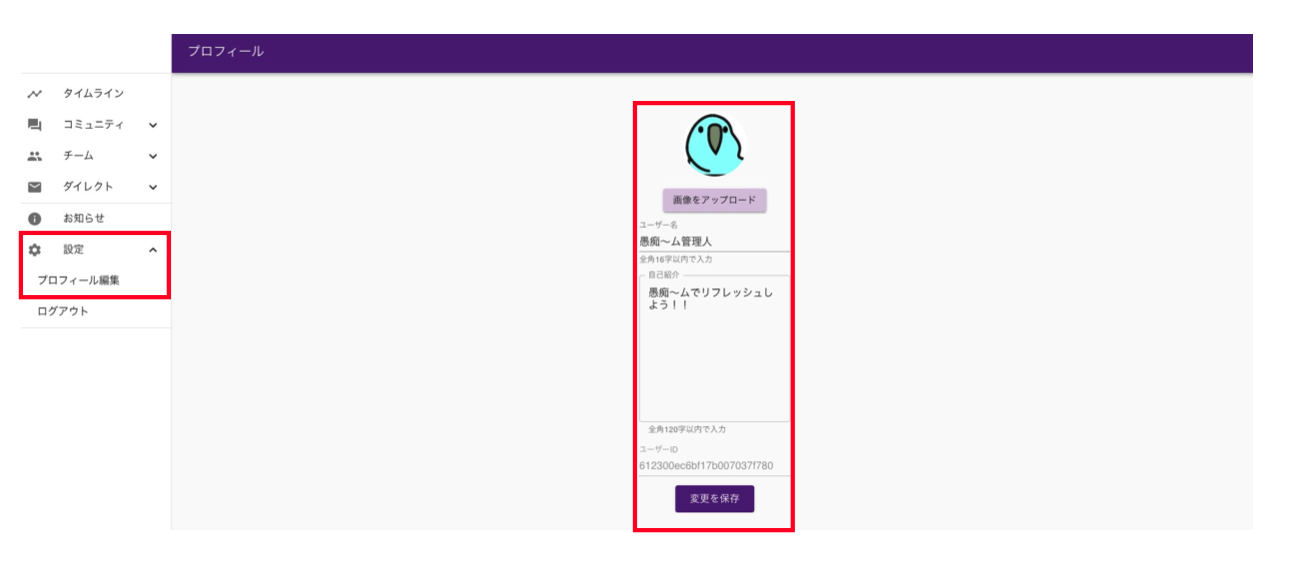 プロフィール
タイムライン
コミュニティ
チーム
ダイレクト
お知らせ
設定
プロフィール編集
ログアウト
画像をアップロード
ユーザー名
愚痴〜ム管理人
全角16字以内で入力
自己紹介
愚痴〜ムでリフレッシュし
よう！！
全角120字以内で入力
ユーザーID
612300ec6bf17b007037f780
変更を保存